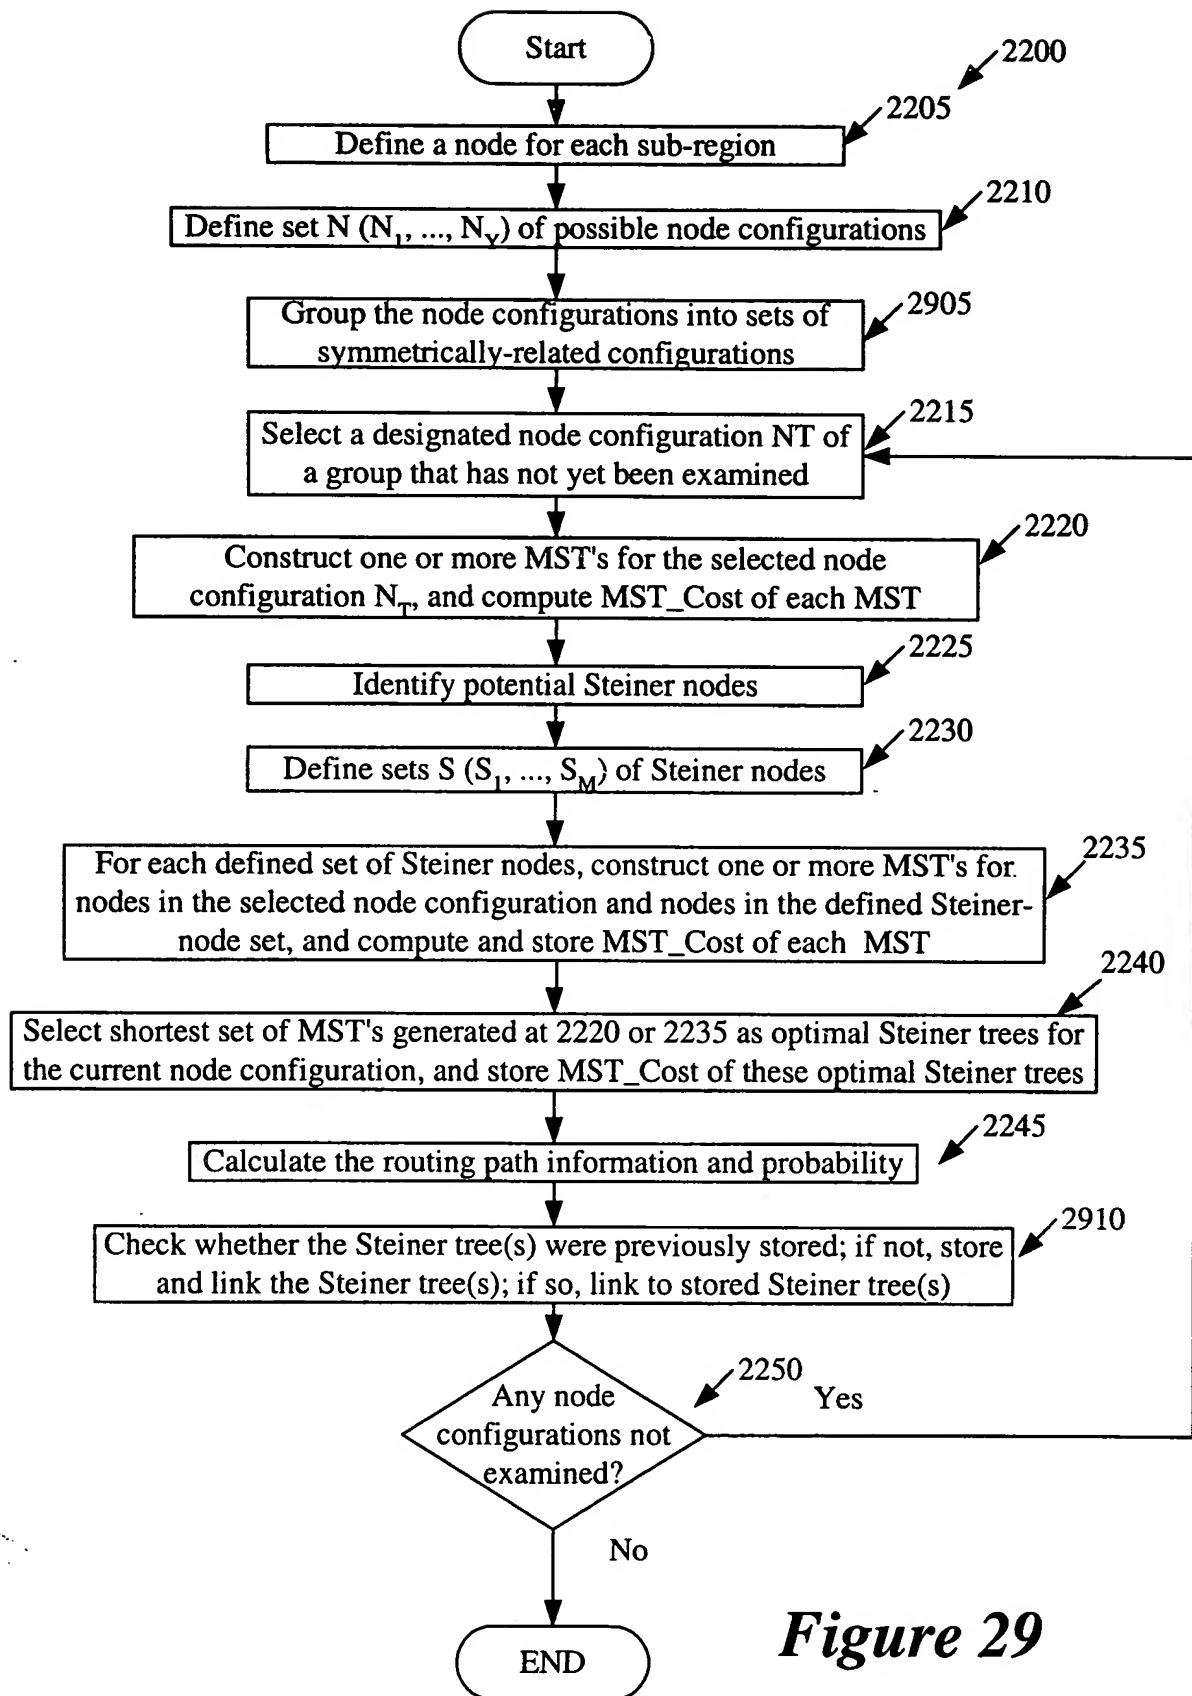 Start
2200
2205
Define a node for each sub-region
2210
Define set N (N1, ..., NY) of possible node configurations
2905
Group the node configurations into sets of
symmetrically-related configurations
2215
Select a designated node configuration NT of
a group that has not yet been examined
2220
Construct one or more MST's for the selected node
configuration NT, and compute MST_Cost of each MST
2225
Identify potential Steiner nodes
2230
Define sets S (S1, ..., SM) of Steiner nodes
2235
For each defined set of Steiner nodes, construct one or more MST's for
nodes in the selected node configuration and nodes in the defined Steiner-
node set, and compute and store MST_Cost of each MST
2240
Select shortest set of MST's generated at 2220 or 2235 as optimal Steiner trees for
the current node configuration, and store MST_Cost of these optimal Steiner trees
2245
Calculate the routing path information and probability
2910
Check whether the Steiner tree(s) were previously stored; if not, store
and link the Steiner tree(s); if so, link to stored Steiner tree(s)
2250
Any node
configurations not
examined?
Yes
No
END
Figure 29